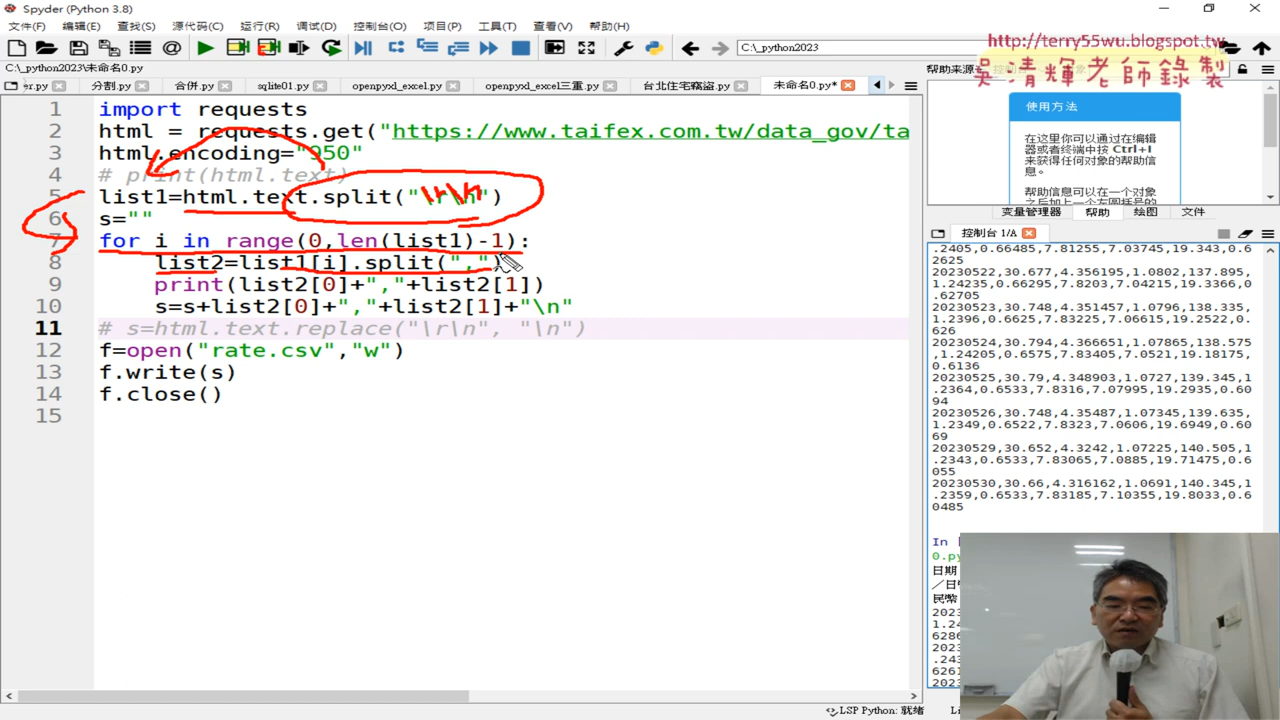 Spyder (Python 3.8)
文件(F) 编辑(E) 查找(S) 源代码(C) 运行(R) 调试(D) 控制台(O) 项目(P) 工具(T) 查看(V) 帮助(H)
C:\_python2023
http://terry55wu.blogspot.tw
吳清輝老師錄製
C:\_python2023\未命名0.py
er.py 分割.py 合併.py sqlite01.py openpyxl_excel.py openpyxl_excel三重.py 台北住宅竊盜.py 未命名0.py*
1 import requests
2 html = requests.get("https://www.taifex.com.tw/data_gov/ta
3 html.encoding="950"
4 # print(html.text)
5 list1=html.text.split("\r\n")
6 s=""
7 for i in range(0,len(list1)-1):
8 list2=list1[i].split(",")
9 print(list2[0]+","+list2[1])
10 s=s+list2[0]+","+list2[1]+"\n"
11 # s=html.text.replace("\r\n", "\n")
12 f=open("rate.csv","w")
13 f.write(s)
14 f.close()
15
帮助来源
使用方法
在这里你可以通过在编辑
器或者终端中按 Ctrl+I
来获得任何对象的帮助信
息。
帮助信息可以在一个对象
变量管理器 帮助 绘图 文件
控制台 1/A
.2405,0.66485,7.81255,7.03745,19.343,0.6
2625
20230522,30.677,4.356195,1.0802,137.895,
1.24235,0.66295,7.8203,7.04215,19.3366,0
.62705
20230523,30.748,4.351457,1.0796,138.335,
1.2396,0.6625,7.83225,7.06615,19.2522,0.
626
20230524,30.794,4.366651,1.07865,138.575
,1.24205,0.6575,7.83405,7.0521,19.18175,
0.6136
20230525,30.79,4.348903,1.0727,139.345,1
.2364,0.6533,7.8316,7.07995,19.2935,0.60
94
20230526,30.748,4.35487,1.07345,139.635,
1.2349,0.6522,7.8323,7.0606,19.6949,0.60
69
20230529,30.652,4.3242,1.07225,140.505,1
.2343,0.6533,7.83065,7.0885,19.71475,0.6
055
20230530,30.66,4.316162,1.0691,140.345,1
.2359,0.6533,7.83185,7.10355,19.8033,0.6
0485
In [
0.py
日期
民幣
LSP Python: 就绪